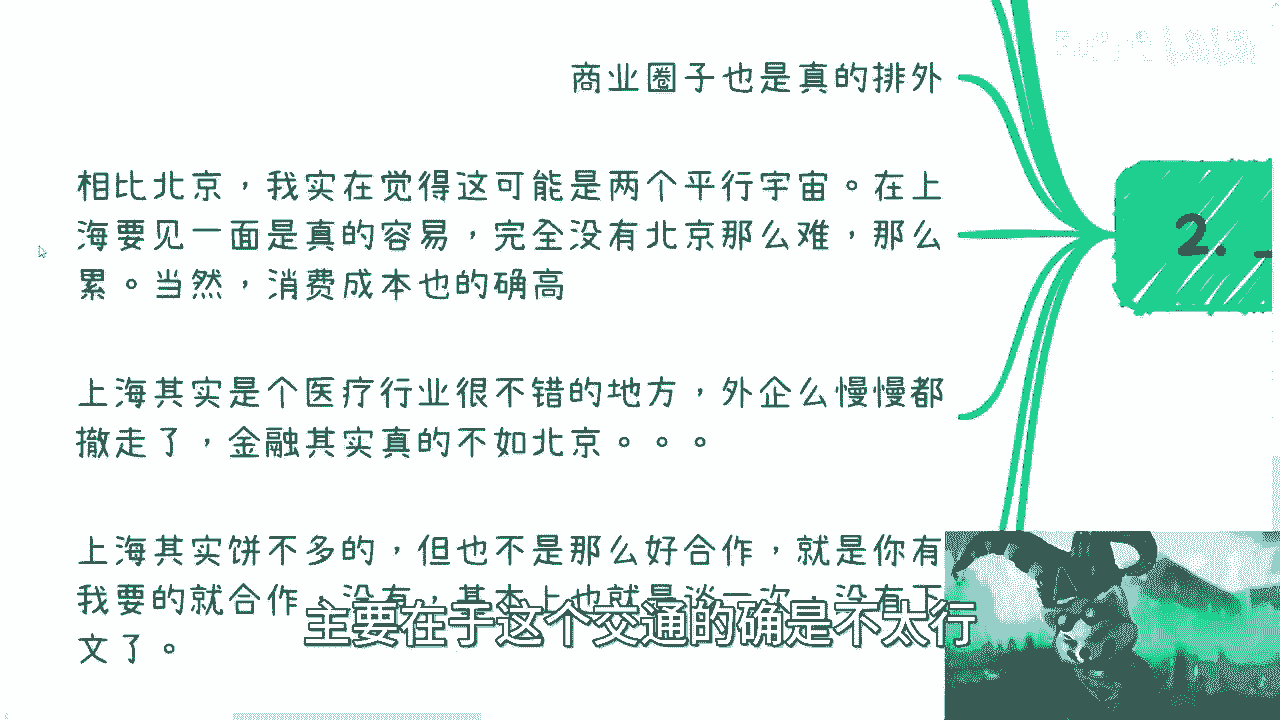 商业圈子也是真的排外
相比北京，我实在觉得这可能是两个平行宇宙。在上
海要见一面是真的容易，完全没有北京那么难，那么
累。当然，消费成本也的确高
2.
上海其实是个医疗行业很不错的地方，外企么慢慢都
撤走了，金融其实真的不如北京。。。
上海其实饼不多的，但也不是那么好合作，就是你有
我要的就合作，没有，基本上也就是谈一次，没有下
文了。
主要在于这个交通的确是不太行